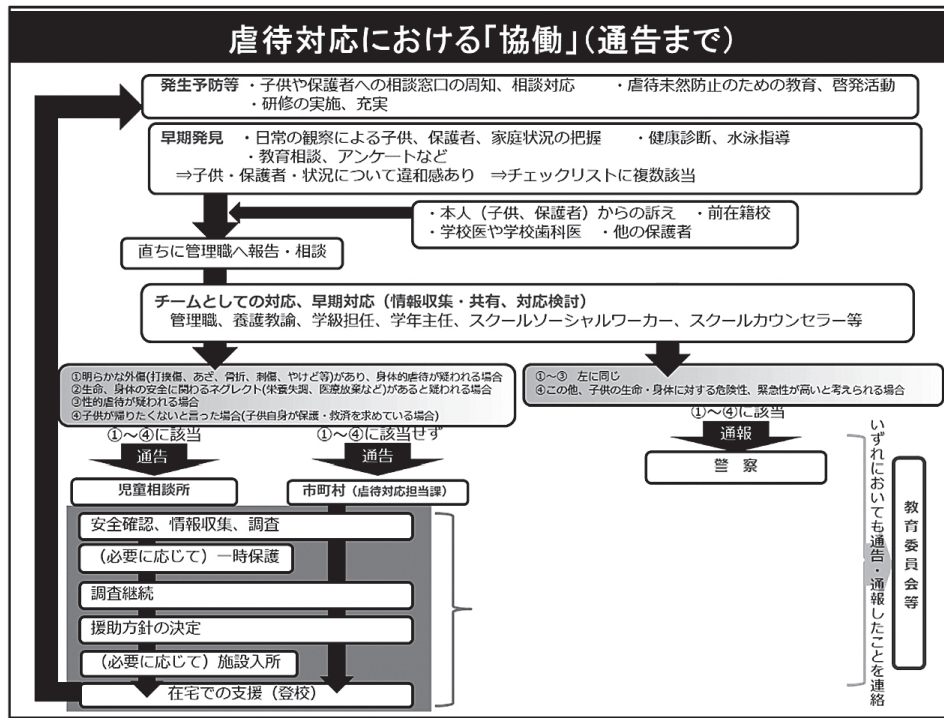 虐待対応における「協働」(通告まで)
発生予防等 ・子供や保護者への相談窓口の周知、相談対応 ・虐待未然防止のための教育、啓発活動
・研修の実施、充実
早期発見 ・日常の観察による子供、保護者、家庭状況の把握 ・健康診断、水泳指導
・教育相談、アンケートなど
⇒子供・保護者・状況について違和感あり ⇒チェックリストに複数該当
・本人(子供、保護者)からの訴え ・前在籍校
・学校医や学校歯科医 ・他の保護者
直ちに管理職へ報告・相談
チームとしての対応、早期対応(情報収集・共有、対応検討)
管理職、養護教諭、学級担任、学年主任、スクールソーシャルワーカー、スクールカウンセラー等
①明らかな外傷(打撲傷、あざ、骨折、刺傷、やけど等)があり、身体的虐待が疑われる場合
②生命、身体の安全に関わるネグレクト(栄養失調、医療放棄など)があると疑われる場合
③性的虐待が疑われる場合
④子供が帰りたくないと言った場合(子供自身が保護・救済を求めている場合)
①~③ 左に同じ
④この他、子供の生命・身体に対する危険性、緊急性が高いと考えられる場合
①~④に該当
①~④に該当せず
①~④に該当
通告
通告
通報
児童相談所
市町村(虐待対応担当課)
警 察
安全確認、情報収集、調査
(必要に応じて)一時保護
調査継続
援助方針の決定
(必要に応じて)施設入所
在宅での支援(登校)
いずれにおいても通告・通報したことを連絡
教育委員会等